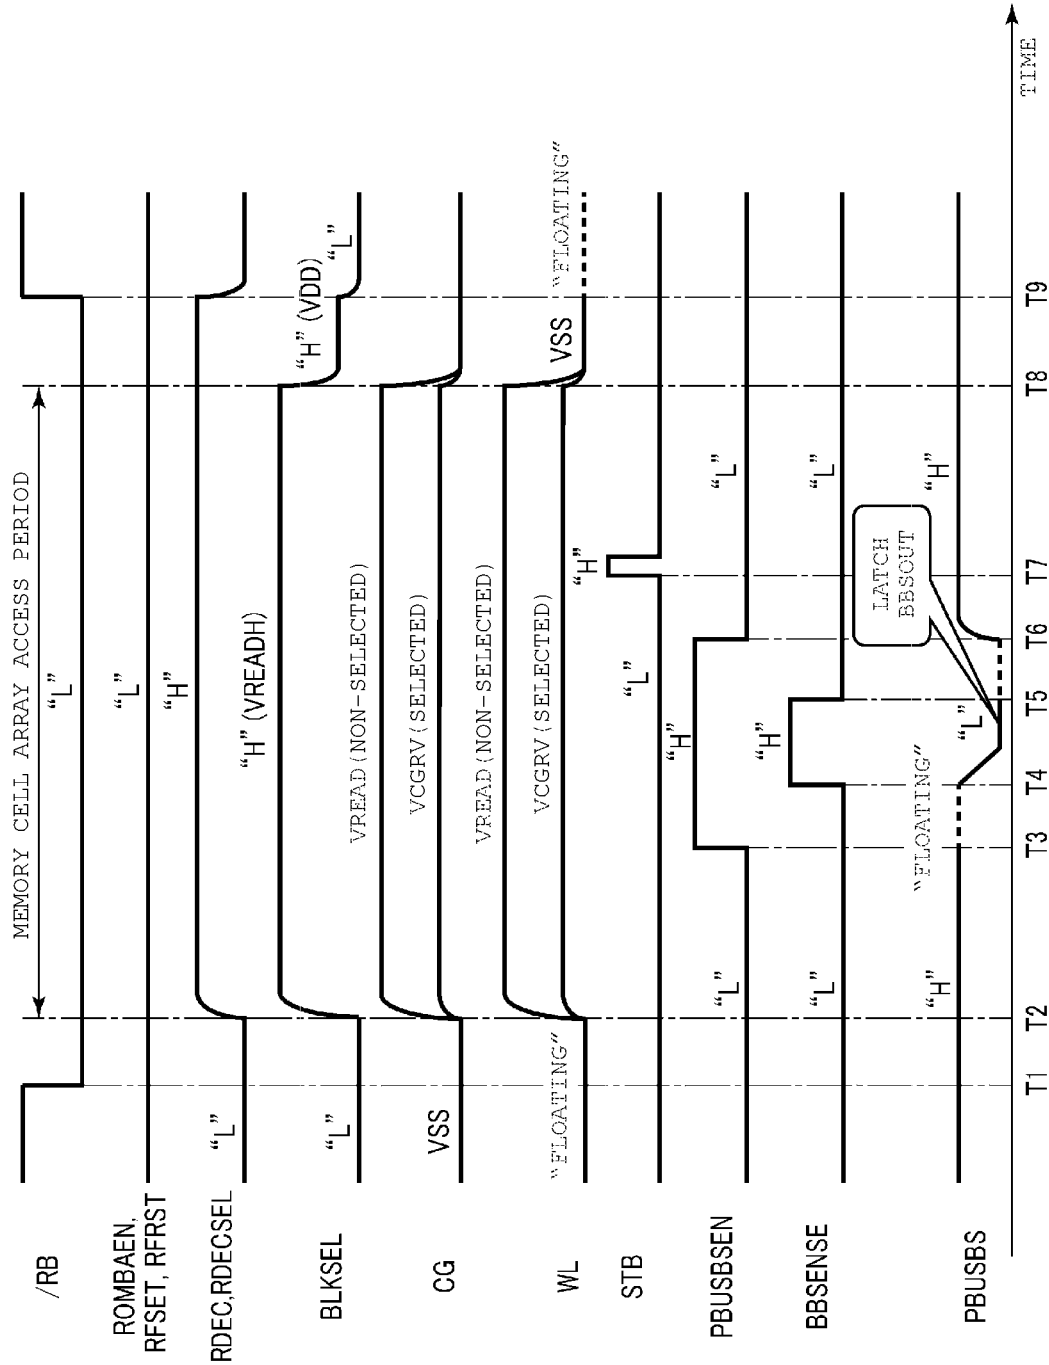 MEMORY CELL ARRAY ACCESS PERIOD
/RB
“L”
ROMBAEN,
RFSET, RFRST
“L”
RDEC,RDECSEL
“L”
“H”
BLKSEL
“L”
“H” (VREADH)
“H” (VDD)
“L”
CG
VSS
VREAD(NON-SELECTED)
VCGRV(SELECTED)
WL
“FLOATING”
VREAD(NON-SELECTED)
VCGRV(SELECTED)
VSS
“FLOATING”
STB
“L”
“H”
PBUSBSEN
“L”
“H”
“L”
BBSENSE
“L”
“H”
“L”
PBUSBS
“H”
“FLOATING”
“L”
LATCH
BBSOUT
“H”
T1
T2
T3
T4
T5
T6
T7
T8
T9
TIME